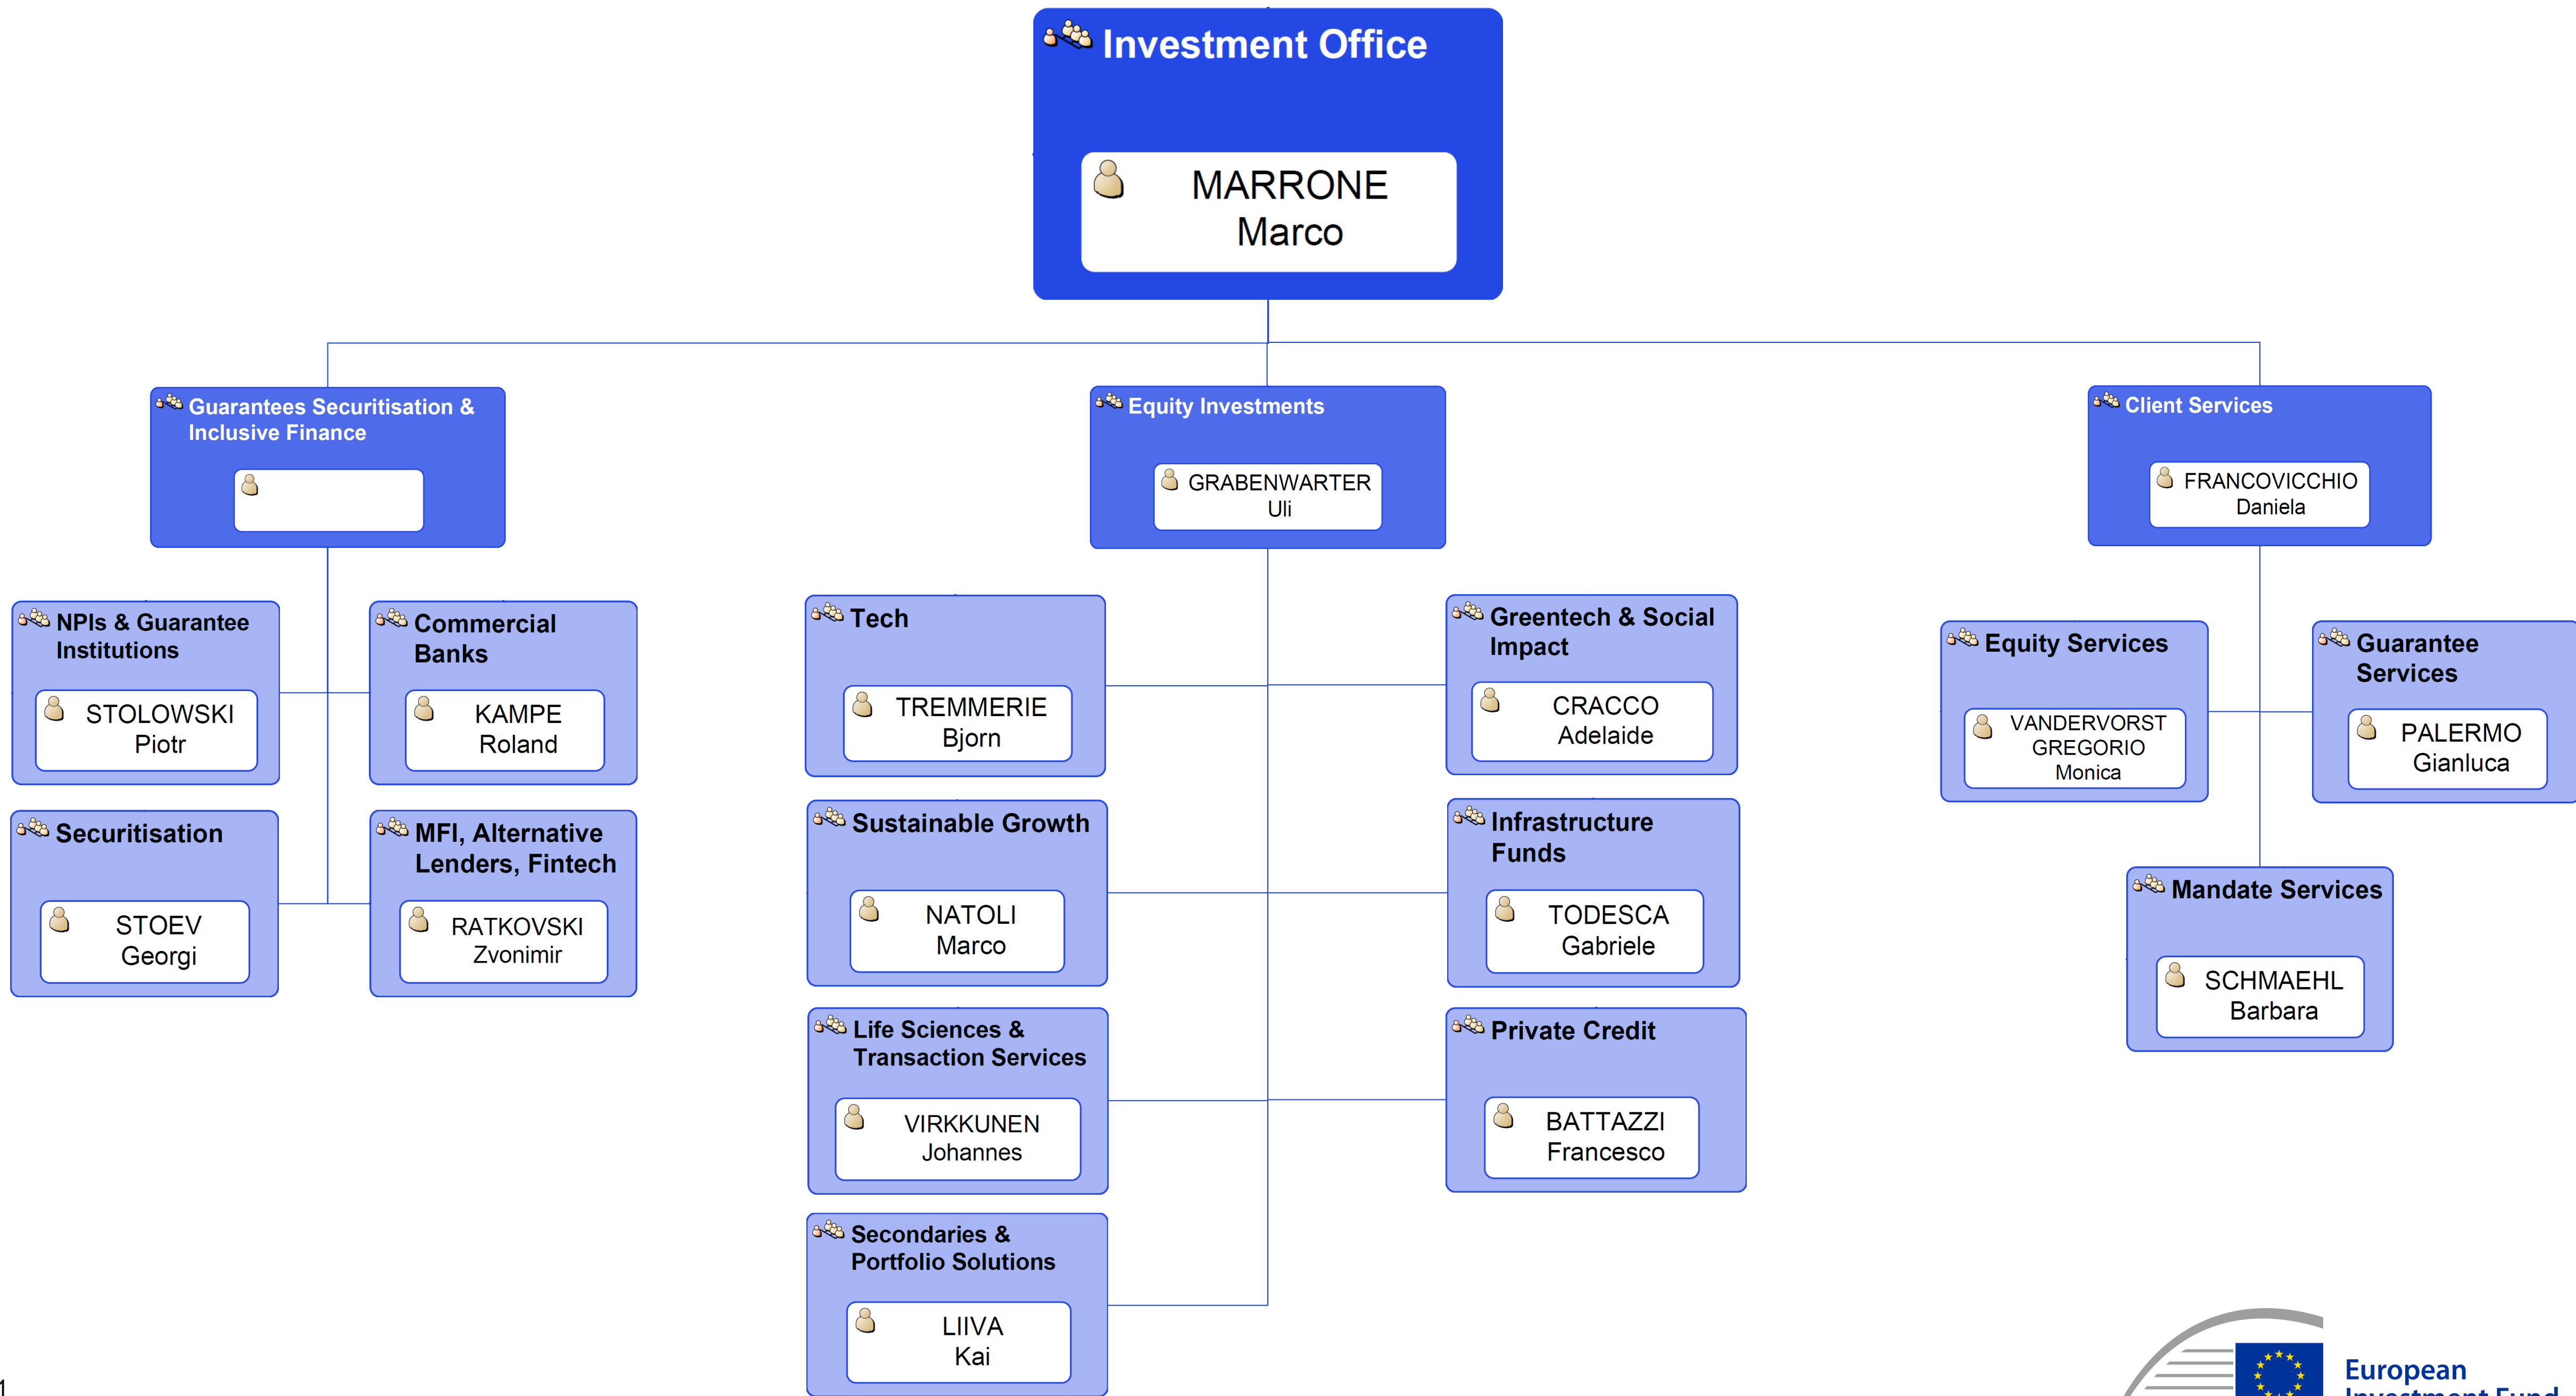 Investment Office
MARRONE
Marco
Guarantees Securitisation &
Inclusive Finance
Equity Investments
GRABENWARTER
Uli
Client Services
FRANCOVICCHIO
Daniela
NPIs & Guarantee
Institutions
STOLOWSKI
Piotr
Commercial
Banks
KAMPE
Roland
Securitisation
STOEV
Georgi
MFI, Alternative
Lenders, Fintech
RATKOVSKI
Zvonimir
Tech
TREMMERIE
Bjorn
Greentech & Social
Impact
CRACCO
Adelaide
Sustainable Growth
NATOLI
Marco
Infrastructure
Funds
TODESCA
Gabriele
Life Sciences &
Transaction Services
VIRKKUNEN
Johannes
Private Credit
BATTAZZI
Francesco
Secondaries &
Portfolio Solutions
LIIVA
Kai
Equity Services
VANDERVORST
GREGORIO
Monica
Guarantee
Services
PALERMO
Gianluca
Mandate Services
SCHMAEHL
Barbara
1
European
Investment Fund